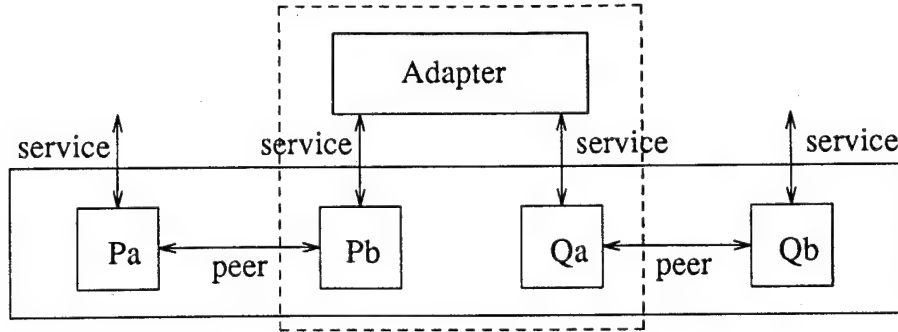 Adapter
service
service
service
service
Pa
Pb
Qa
Qb
peer
peer